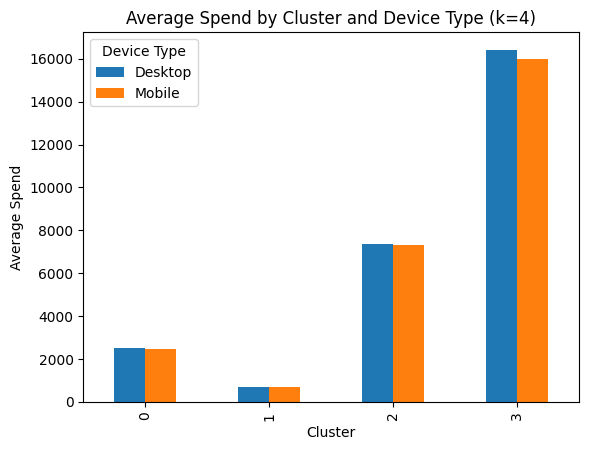 Average Spend by Cluster and Device Type (k=4)
Device Type
Desktop
Mobile
16000
14000
12000
10000
8000
6000
4000
2000
0
Average Spend
0
1
2
3
Cluster